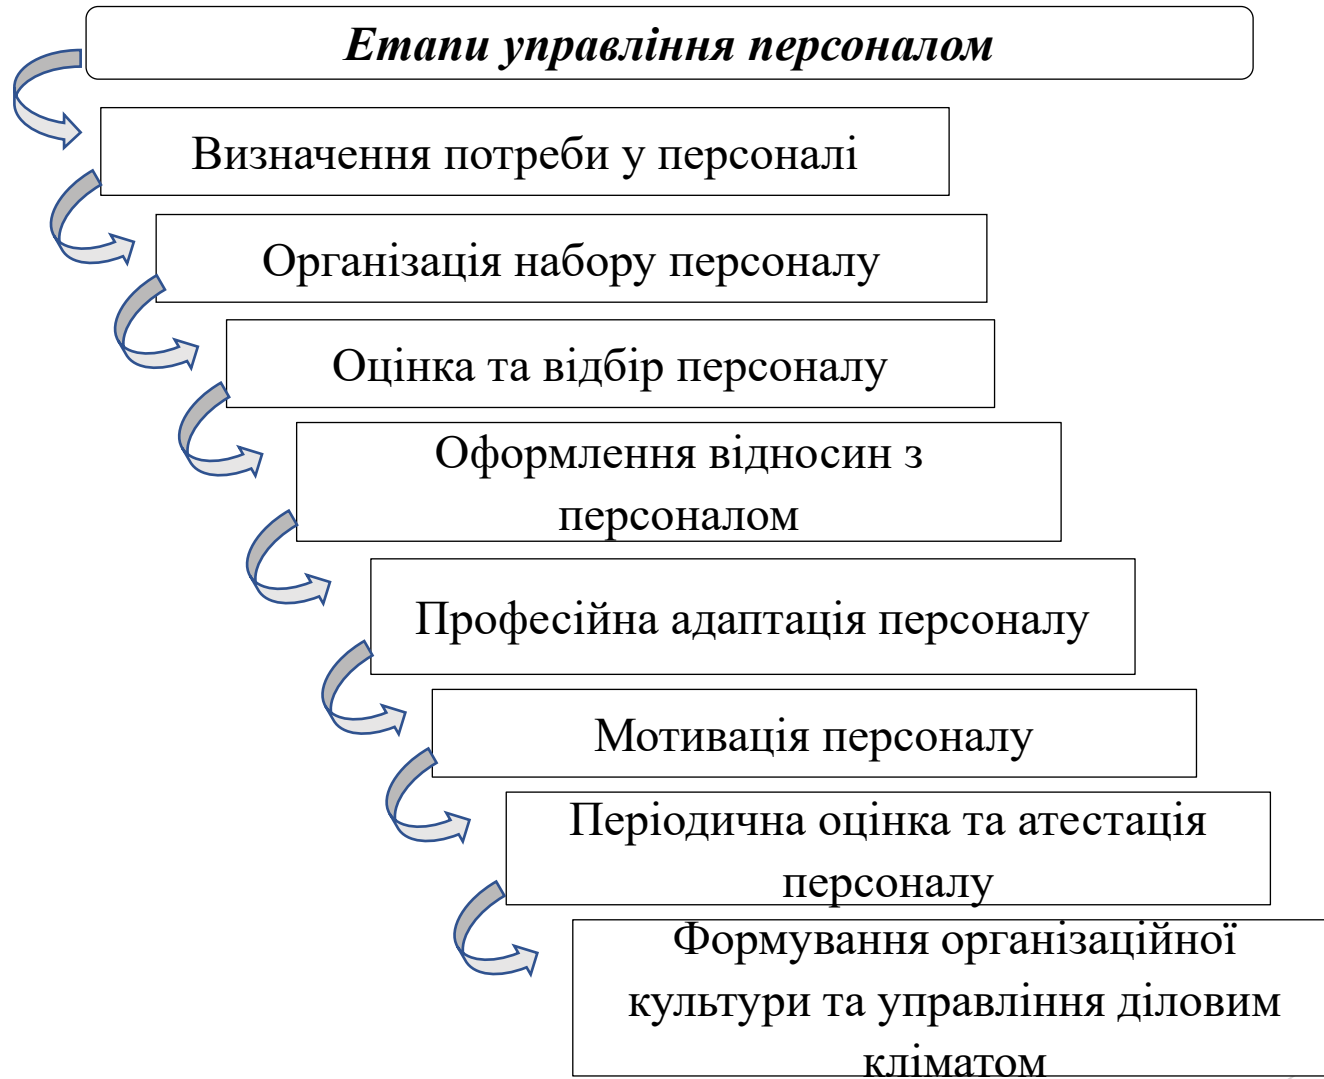 Етапи управління персоналом
Визначення потреби у персоналі
Організація набору персоналу
Оцінка та відбір персоналу
Оформлення відносин з
персоналом
Професійна адаптація персоналу
Мотивація персоналу
Періодична оцінка та атестація
персоналу
Формування організаційної
культури та управління діловим
кліматом